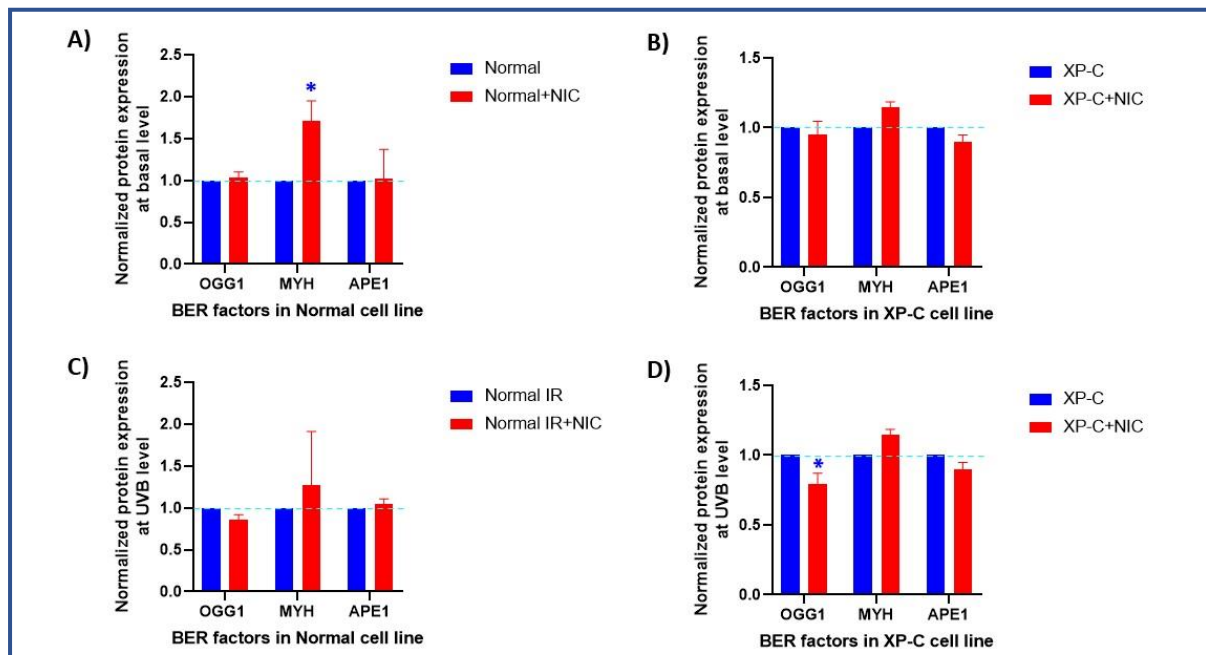 A)
Normalized protein expression
at basal level
2.5
2.0
1.5
1.0
0.5
0.0
*
OGG1 MYH APE1
BER factors in Normal cell line
Normal
Normal+NIC
B)
Normalized protein expression
at basal level
1.5
1.0
0.5
0.0
OGG1 MYH APE1
BER factors in XP-C cell line
XP-C
XP-C+NIC
C)
Normalized protein expression
at UVB level
2.5
2.0
1.5
1.0
0.5
0.0
OGG1 MYH APE1
BER factors in Normal cell line
Normal IR
Normal IR+NIC
D)
Normalized protein expression
at UVB level
1.5
1.0
0.5
0.0
*
OGG1 MYH APE1
BER factors in XP-C cell line
XP-C
XP-C+NIC